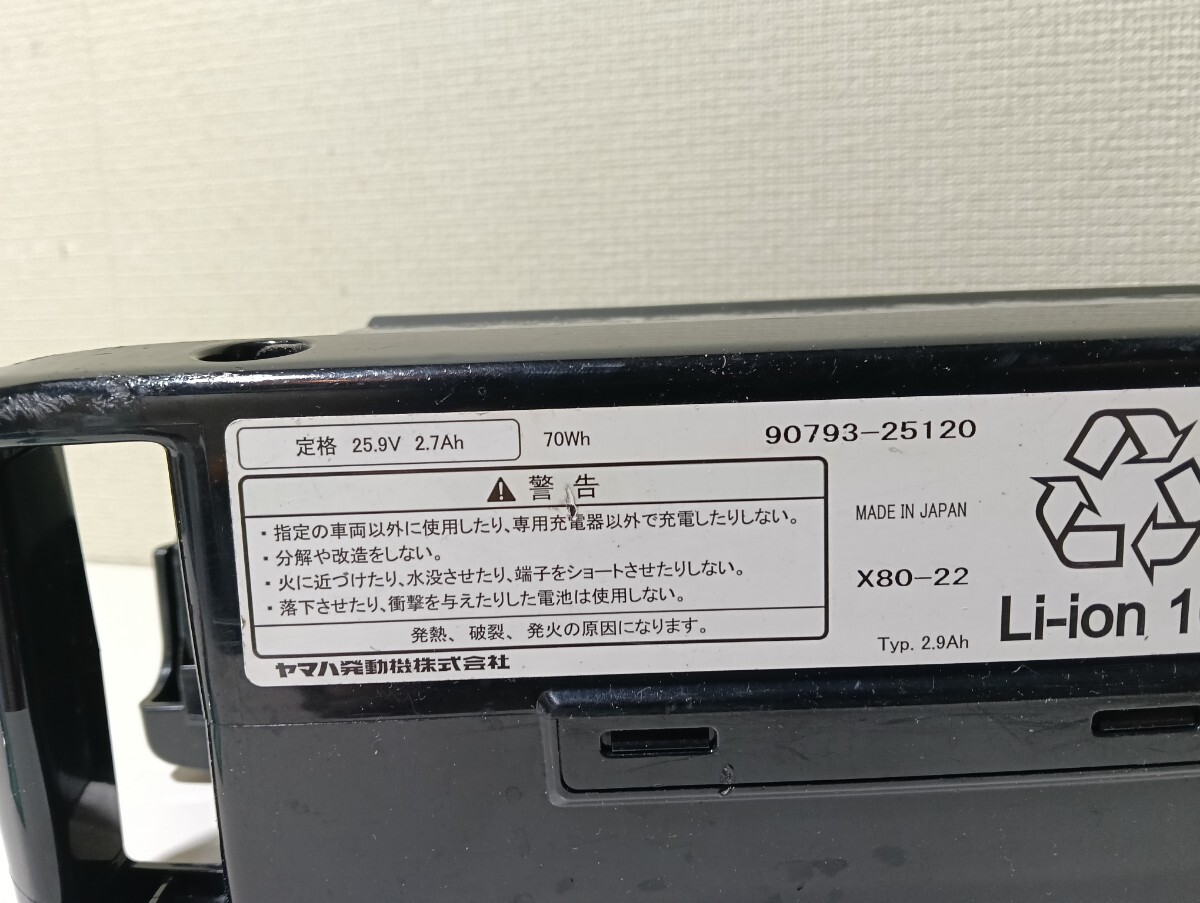 定格 25.9V 2.7Ah
70Wh
90793-25120
警告
・指定の車両以外に使用したり、専用充電器以外で充電したりしない。
・分解や改造をしない。
・火に近づけたり、水没させたり、端子をショートさせたりしない。
・落下させたり、衝撃を与えたりした電池は使用しない。
発熱、破裂、発火の原因になります。
ヤマハ発動機株式会社
MADE IN JAPAN
X80-22
Typ. 2.9Ah
Li-ion 1